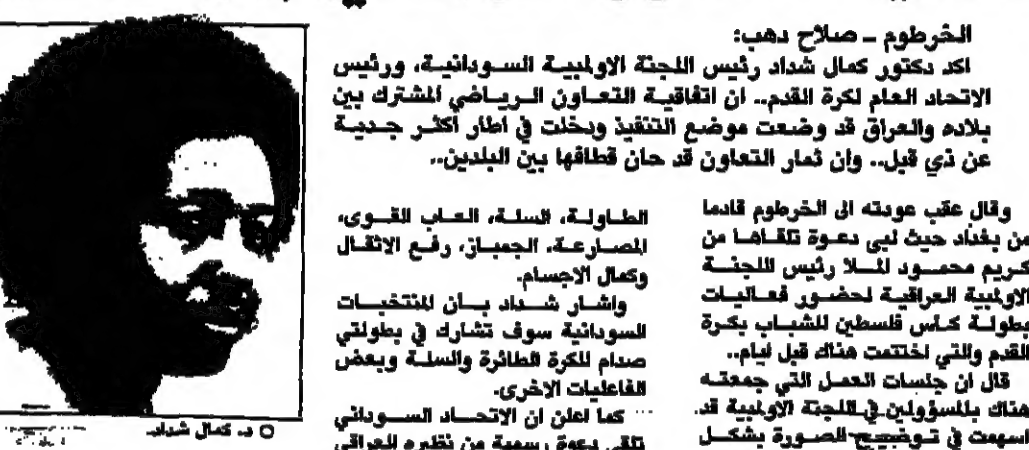 الخرطوم ـ صلاح دهب:
اكد دكتور كمال شداد رئيس اللجنة الاولمبية السودانية، ورئيس
الاتحاد العام لكرة القدم.. ان اتفاقية التعاون الرياضي المشترك بين
بلاده والعراق قد وضعت موضع التنفيذ ودخلت في اطار أكثر جدية
عن ذي قبل.. وان ثمار التعاون قد حان قطافها بين البلدين..
وقال عقب عودته الى الخرطوم قادما
من بغداد حيث لبى دعوة تلقاها من
كريم محمود الملا رئيس اللجنة
الاولمبية العراقية لحضور فعاليات
بطولة كأس فلسطين للشباب بكرة
القدم والتي اختتمت هناك قبل ايام..
قال ان جلسات العمل التي جمعته
هناك بالمسؤولين في اللجنة الاولمبية قد
اسهمت في توضيح الصورة بشكل
الطاولة، السلة، العاب القوى،
المصارعة، الجمباز، رفع الاثقال
وكمال الاجسام.
واشار شداد بان المنتخبات
السودانية سوف تشارك في بطولتي
صدام للكرة الطائرة والسلة وبعض
الفاعليات الاخرى.
كما اعلن ان الاتحاد السوداني
تلقى دعوة رسمية من نظيره العراقي
○ د. كمال شداد.